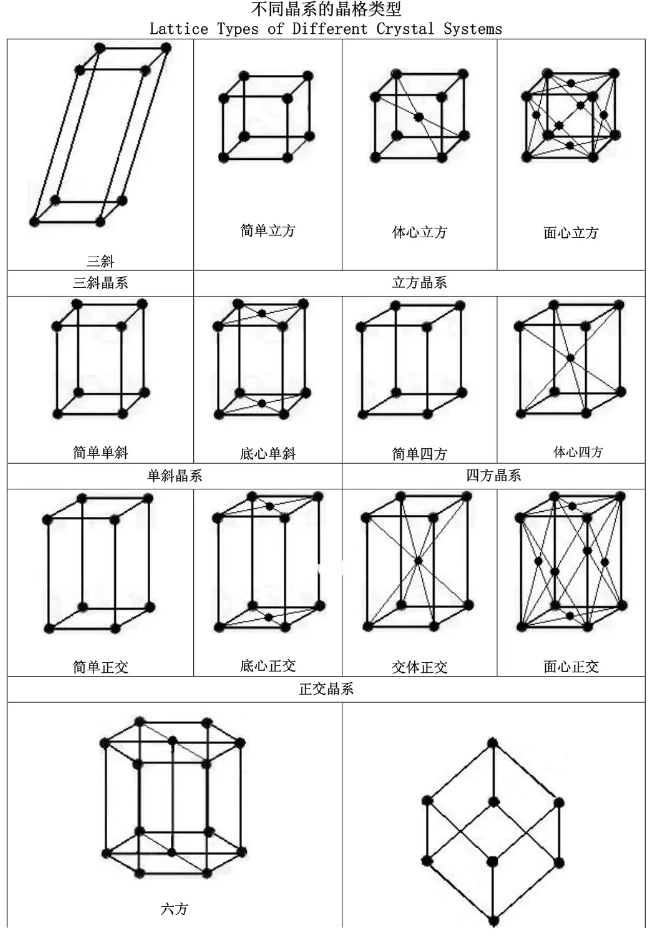 不同晶系的晶格类型
Lattice Types of Different Crystal Systems
三斜
简单立方
体心立方
面心立方
三斜晶系
立方晶系
简单单斜
底心单斜
简单四方
体心四方
单斜晶系
四方晶系
简单正交
底心正交
交体正交
面心正交
正交晶系
六方